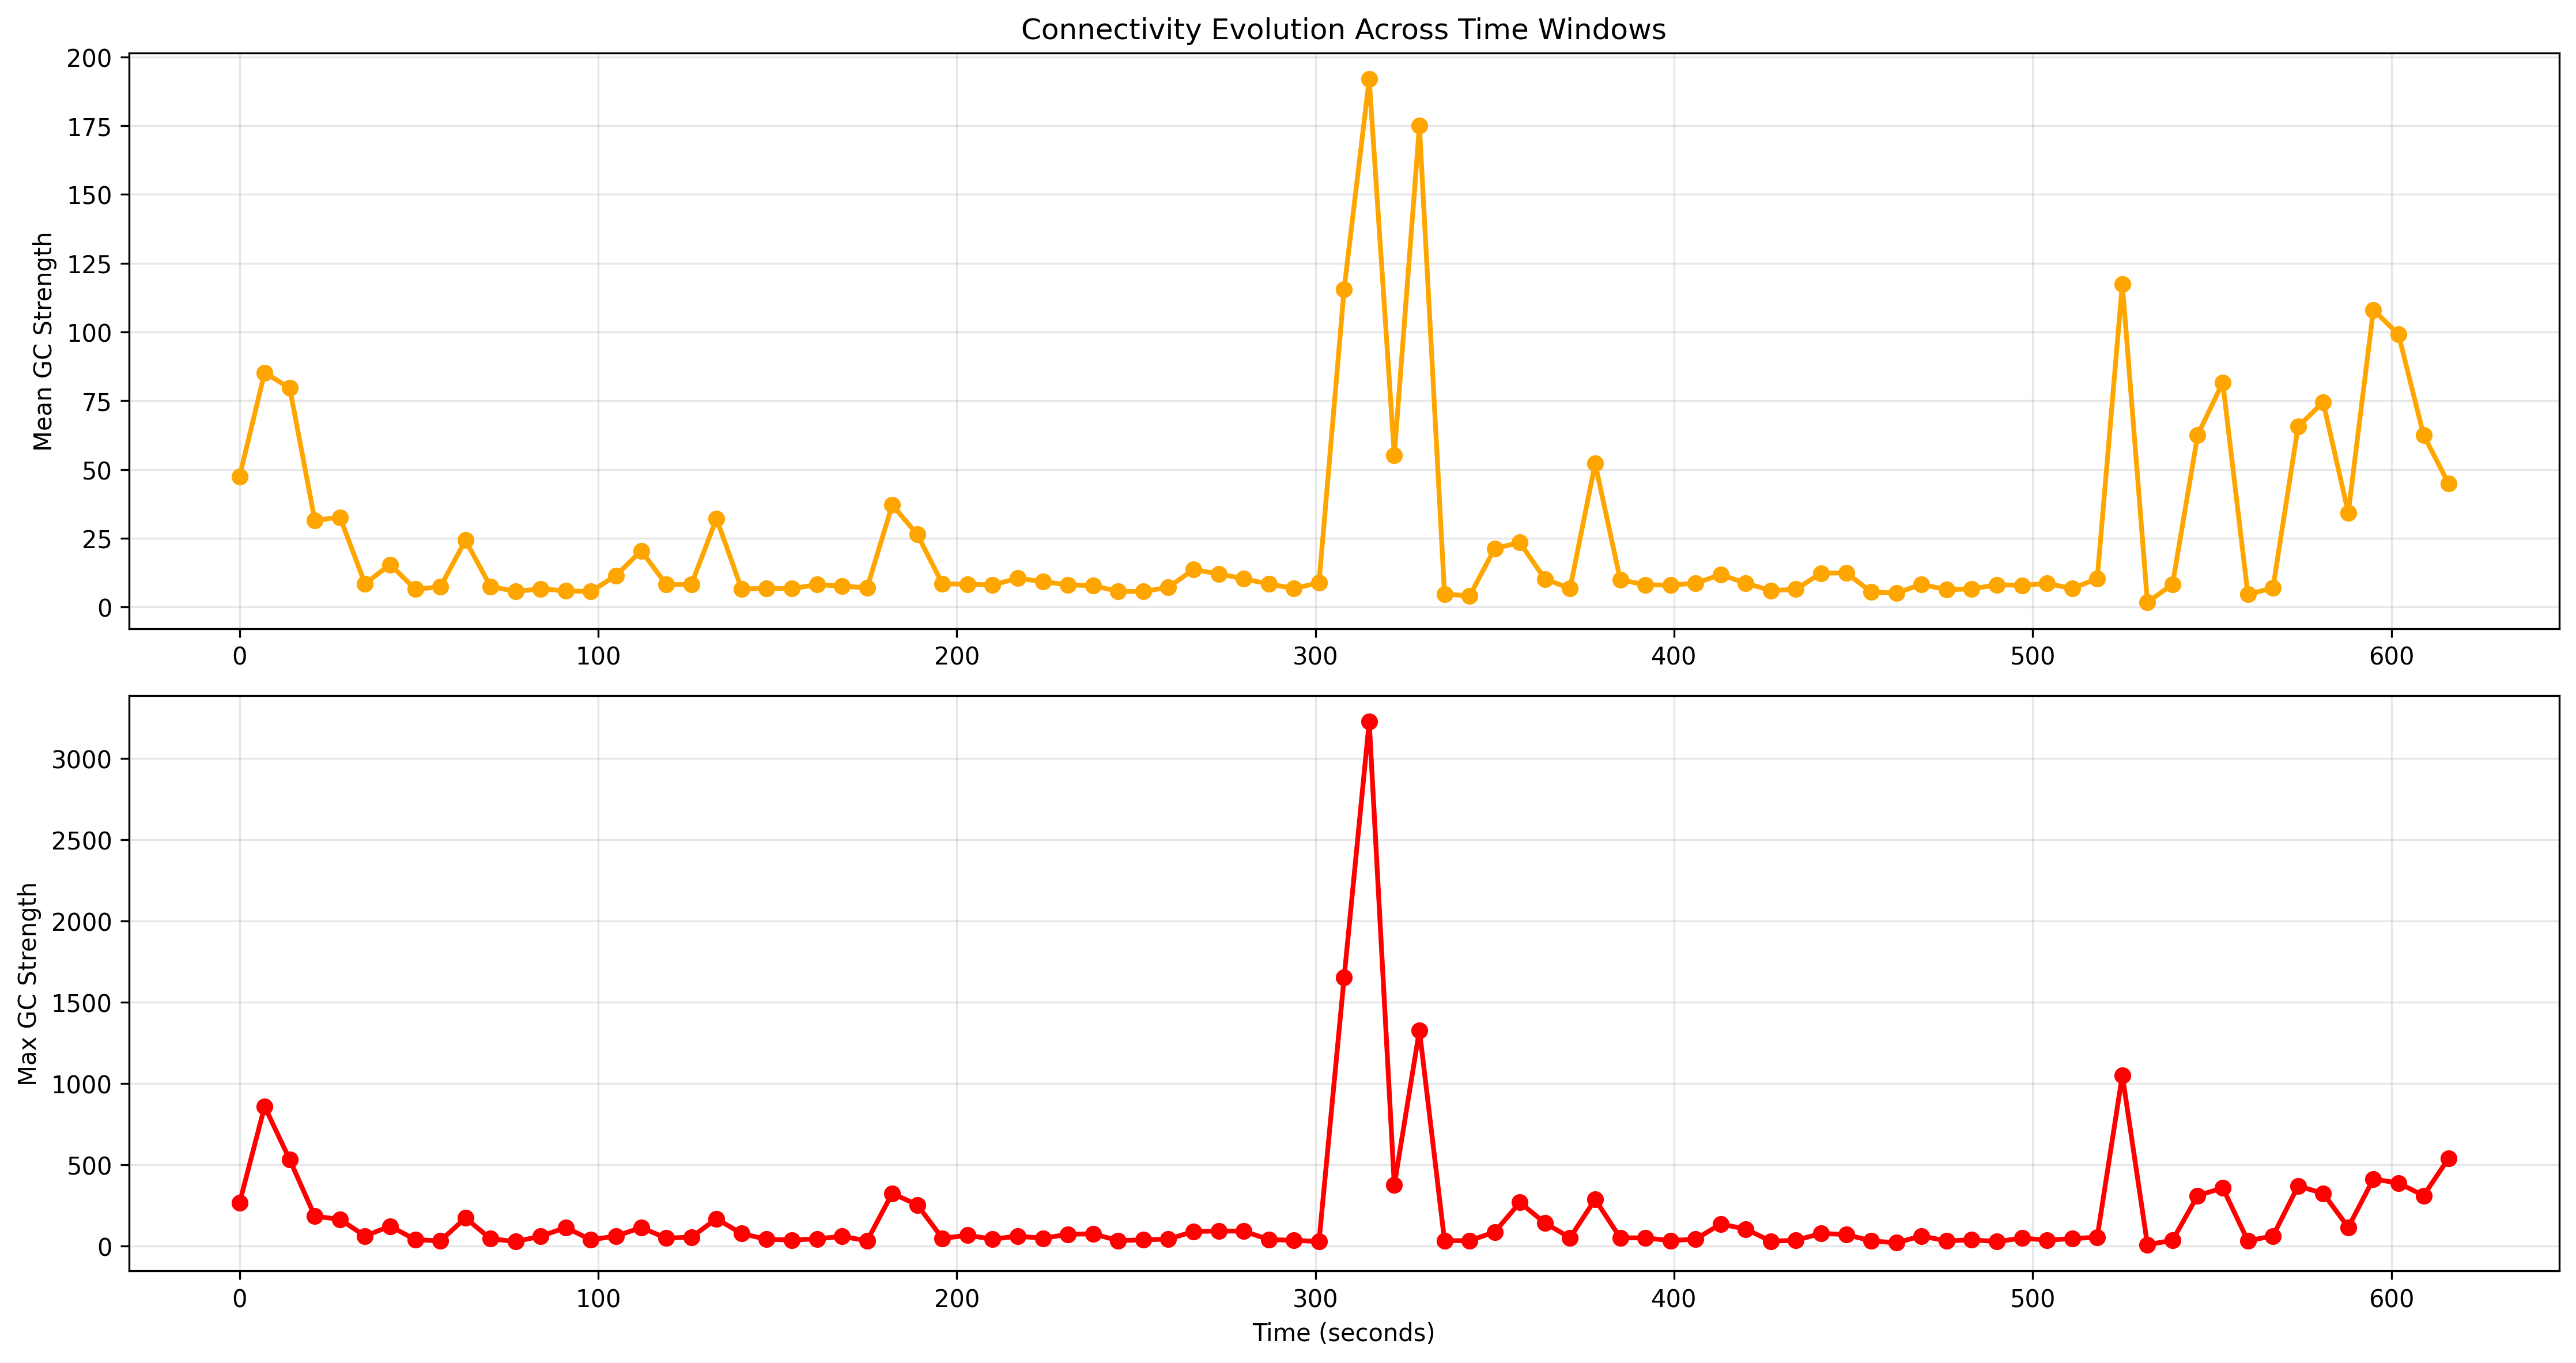 Connectivity Evolution Across Time Windows
Mean GC Strength
200
175
150
125
100
75
50
25
0
0 100 200 300 400 500 600
Max GC Strength
3000
2500
2000
1500
1000
500
0
0 100 200 300 400 500 600
Time (seconds)